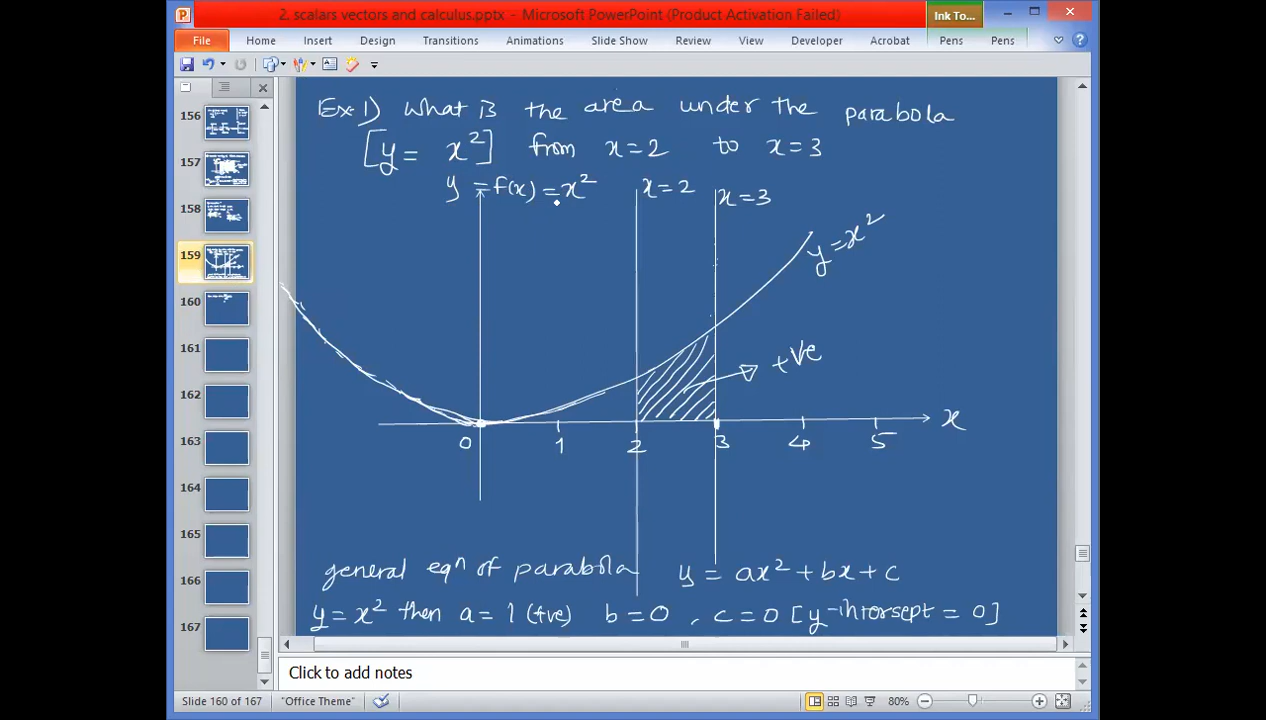 2. scalars vectors and calculus.pptx - Microsoft PowerPoint (Product Activation Failed)
Ink To...
File Home Insert Design Transitions Animations Slide Show Review View Developer Acrobat Pens Pens
Ex 1) What is the area under the parabola
[y = x²] from x = 2 to x = 3
y = f(x) = x² x = 2 x = 3
y = x²
+ve
x
0 1 2 3 4 5
general eqⁿ of parabola y = ax² + bx + c
y = x² then a = 1 (+ve) b = 0 , c = 0 [y-intersept = 0]
156
157
158
159
160
161
162
163
164
165
166
167
Click to add notes
Slide 160 of 167 "Office Theme" 80%